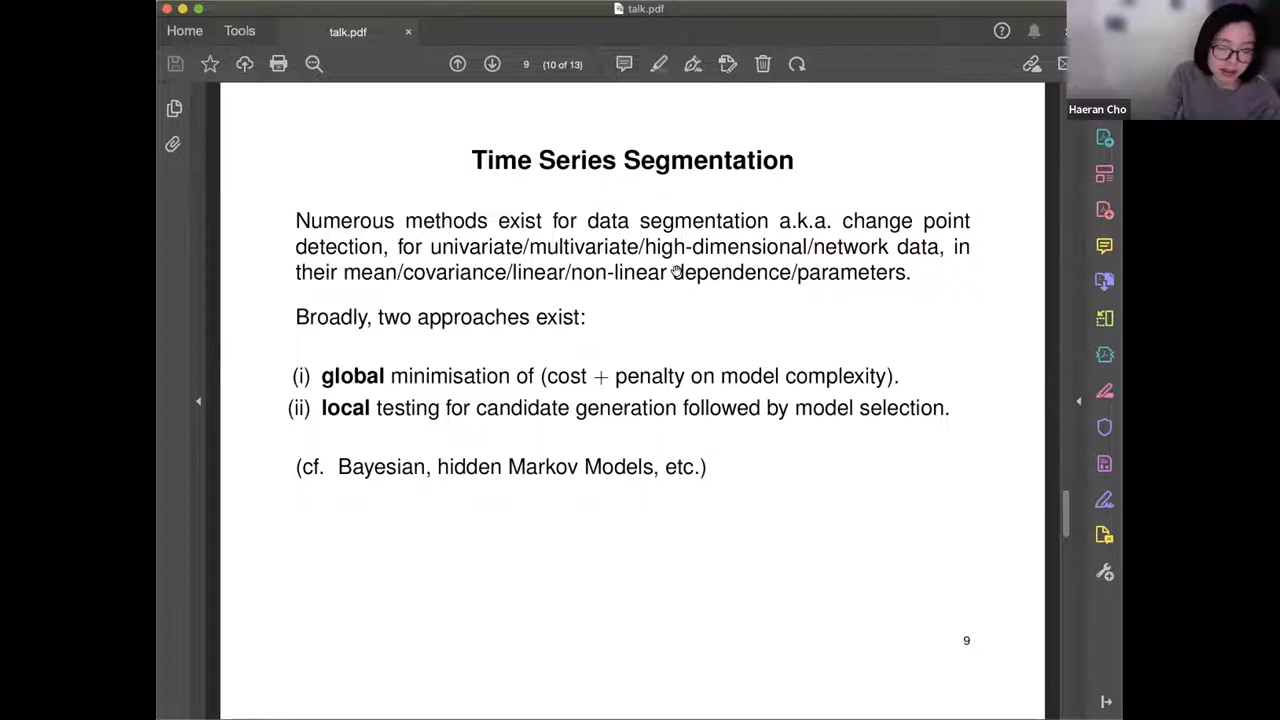 talk.pdf
Home Tools talk.pdf ×
9 (10 of 13)
Haeran Cho
Time Series Segmentation
Numerous methods exist for data segmentation a.k.a. change point
detection, for univariate/multivariate/high-dimensional/network data, in
their mean/covariance/linear/non-linear dependence/parameters.
Broadly, two approaches exist:
(i) global minimisation of (cost + penalty on model complexity).
(ii) local testing for candidate generation followed by model selection.
(cf. Bayesian, hidden Markov Models, etc.)
9